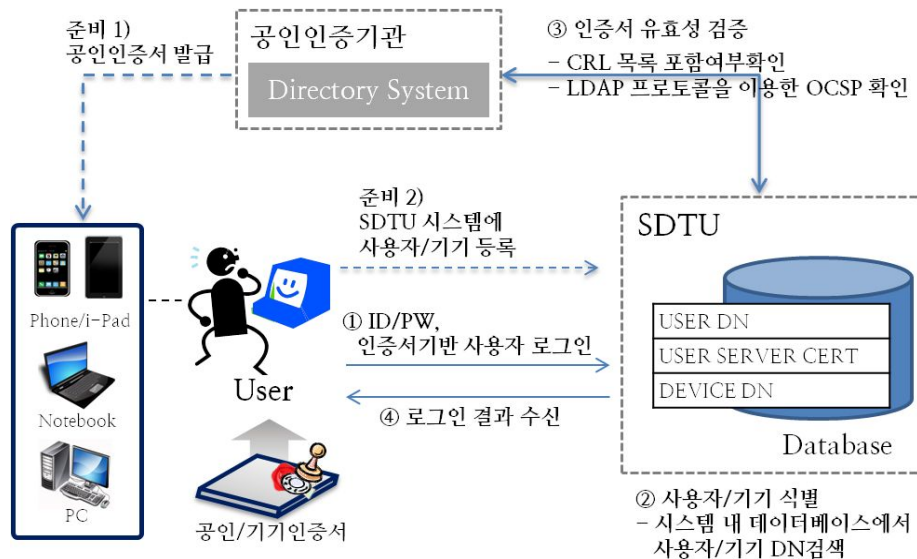 준비 1)
공인인증서 발급
공인인증기관
Directory System
③ 인증서 유효성 검증
- CRL 목록 포함여부확인
- LDAP 프로토콜을 이용한 OCSP 확인
준비 2)
SDTU 시스템에
사용자/기기 등록
SDTU
Phone/i-Pad
Notebook
PC
User
① ID/PW,
인증서기반 사용자 로그인
④ 로그인 결과 수신
공인/기기인증서
USER DN
USER SERVER CERT
DEVICE DN
Database
② 사용자/기기 식별
- 시스템 내 데이터베이스에서
사용자/기기 DN검색